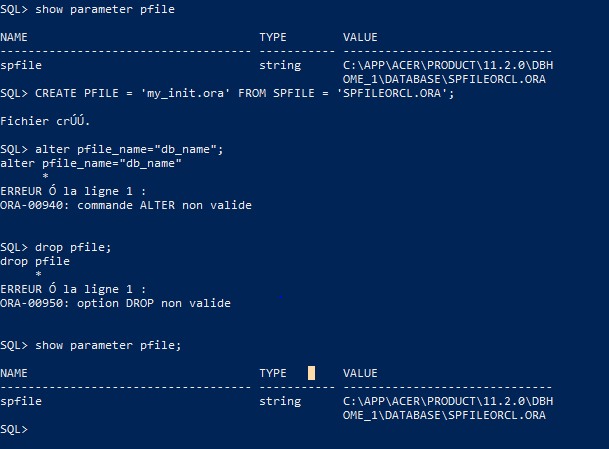 SQL> show parameter pfile
NAME                                 TYPE        VALUE
------------------------------------ ----------- ------------------------------
spfile                               string      C:\APP\ACER\PRODUCT\11.2.0\DBH
                                                 OME_1\DATABASE\SPFILEORCL.ORA
SQL> CREATE PFILE = 'my_init.ora' FROM SPFILE = 'SPFILEORCL.ORA';
Fichier crÚÚ.
SQL> alter pfile_name="db_name";
alter pfile_name="db_name"
      *
ERREUR Ó la ligne 1 :
ORA-00940: commande ALTER non valide
SQL> drop pfile;
drop pfile
     *
ERREUR Ó la ligne 1 :
ORA-00950: option DROP non valide
SQL> show parameter pfile;
NAME                                 TYPE        VALUE
------------------------------------ ----------- ------------------------------
spfile                               string      C:\APP\ACER\PRODUCT\11.2.0\DBH
                                                 OME_1\DATABASE\SPFILEORCL.ORA
SQL>